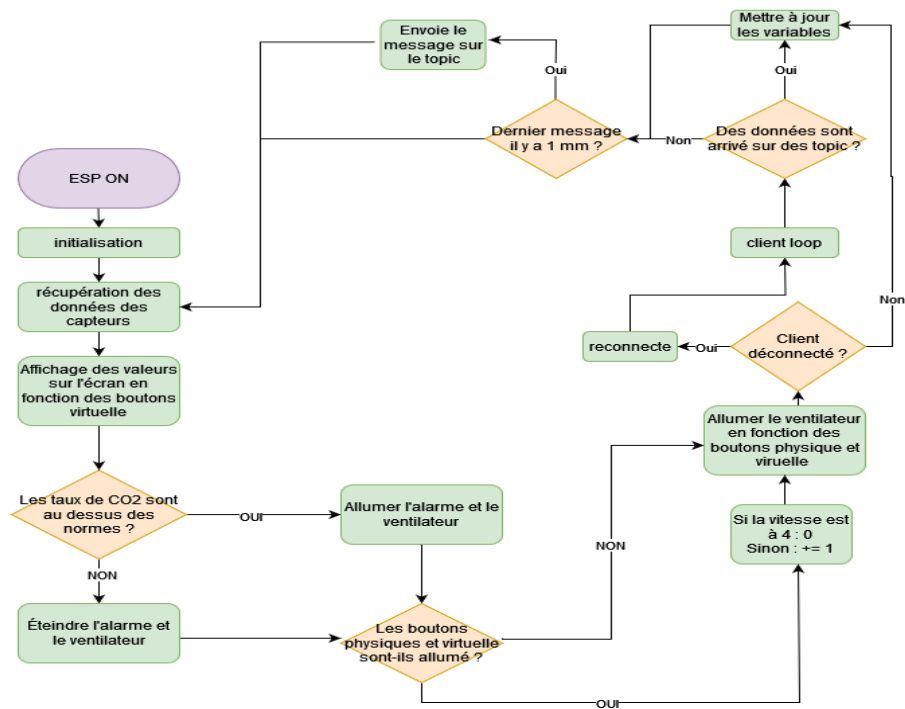 ESP ON
initialisation
récupération des
données des
capteurs
Affichage des valeurs
sur l'écran en
fonction des boutons
virtuelle
Les taux de CO2 sont
au dessus des
normes ?
OUI
NON
Allumer l'alarme et le
ventilateur
Éteindre l'alarme et
le ventilateur
Les boutons
physiques et virtuelle
sont-ils allumé ?
NON
OUI
Si la vitesse est
à 4 : 0
Sinon : += 1
Allumer le ventilateur
en fonction des
boutons physique et
viruelle
Client
déconnecté ?
Oui
Non
reconnecte
client loop
Des données sont
arrivé sur des topic ?
Oui
Non
Mettre à jour
les variables
Dernier message
il y a 1 mm ?
Oui
Envoie le
message sur
le topic